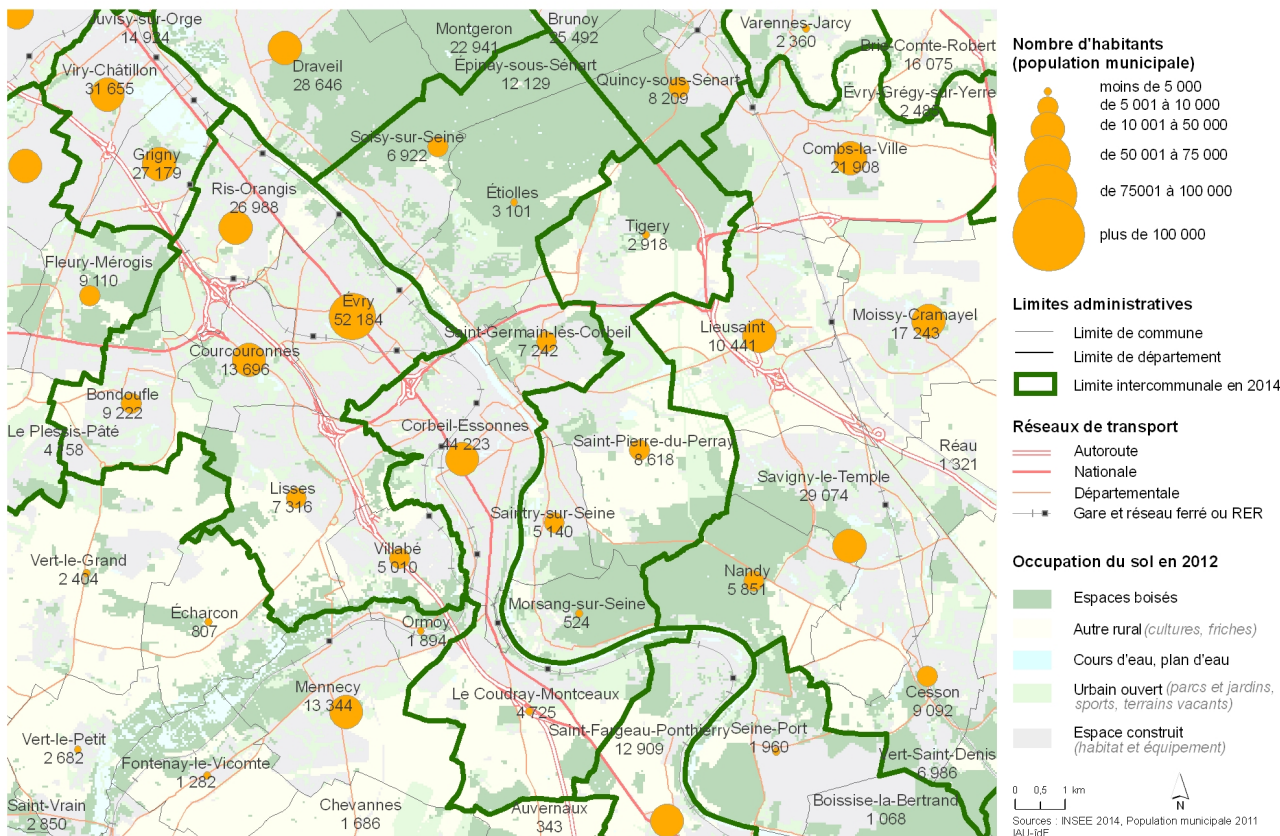 Juvisy-sur-Orge
14 924
Viry-Châtillon
31 655
Draveil
28 646
Montgeron
22 941
Brunoy
25 492
Épinay-sous-Sénart
12 129
Quincy-sous-Sénart
8 209
Varennes-Jarcy
2 360
Brie-Comte-Robert
16 075
Évry-Grégy-sur-Yerre
Soisy-sur-Seine
6 922
Combs-la-Ville
21 908
Grigny
27 179
Ris-Orangis
26 988
Étiolles
3 101
Tigery
2 918
Fleury-Mérogis
9 110
Évry
52 184
Saint-Germain-lés-Corbeil
7 242
Lieusaint
10 441
Moissy-Cramayel
17 243
Courcouronnes
13 696
Bondoufle
9 222
Le Plessis-Pâté
Corbeil-Essonnes
44 223
Saint-Pierre-du-Perray
8 618
Réau
1 321
Savigny-le-Temple
29 074
Lisses
7 316
Saintry-sur-Seine
5 140
Vert-le-Grand
2 404
Villabé
5 010
Nandy
5 851
Écharcon
807
Ormoy
1 894
Morsang-sur-Seine
524
Mennecy
13 344
Le Coudray-Montceaux
4 725
Cesson
9 092
Saint-Fargeau-Ponthierry
12 909
Seine-Port
1 960
Vert-le-Petit
2 682
Fontenay-le-Vicomte
1 282
Vert-Saint-Denis
6 986
Saint-Vrain
2 850
Chevannes
1 686
Auvernaux
343
Boissise-la-Bertrand
1 068
Nombre d'habitants
(population municipale)
moins de 5 000
de 5 001 à 10 000
de 10 001 à 50 000
de 50 001 à 75 000
de 75001 à 100 000
plus de 100 000
Limites administratives
Limite de commune
Limite de département
Limite intercommunale en 2014
Réseaux de transport
Autoroute
Nationale
Départementale
Gare et réseau ferré ou RER
Occupation du sol en 2012
Espaces boisés
Autre rural (cultures, friches)
Cours d'eau, plan d'eau
Urbain ouvert (parcs et jardins,
sports, terrains vacants)
Espace construit
(habitat et équipement)
0 0,5 1 km
N
Sources : INSEE 2014, Population municipale 2011
IAU-îdF